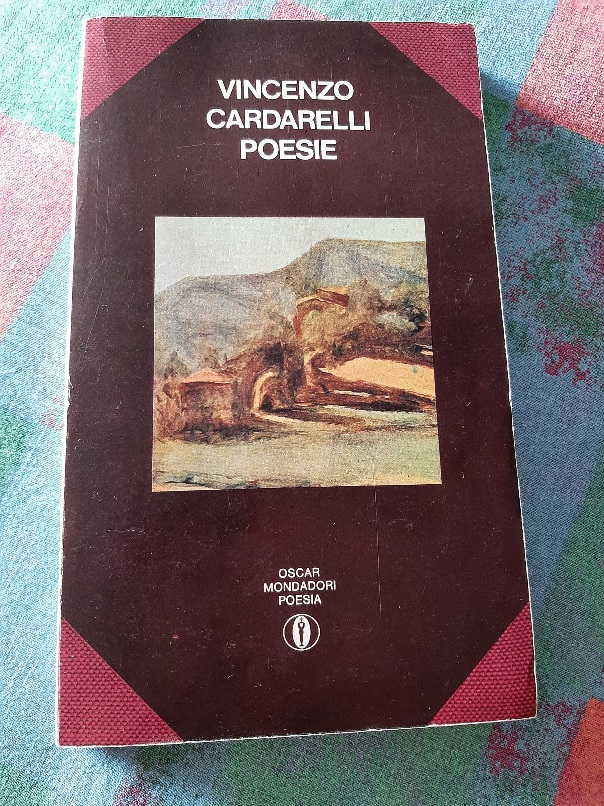 VINCENZO
CARDARELLI
POESIE
OSCAR
MONDADORI
POESIA